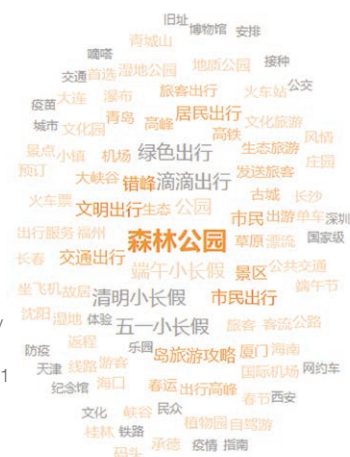 旧址
博物馆 安排
青城山
嘀嗒
地质公园 接种
交通 首选 湿地公园
旅客出行 火车站 公交
疫苗 大连 瀑布
居民出行
城市 文化园 青岛 高峰 文化旅游
高铁 风情
景点 小镇 机场 绿色出行 生态旅游
庄园
预订 大峡谷 错峰 滴滴出行 发送旅客
古城 长沙
火车票 文明出行 生态 公园 市民 出游 单车 深圳
出行服务 福州 森林公园 草原 漂流 国家级
长春 交通出行 端午小长假 景区 公共交通
坐飞机 故居 清明小长假 市民出行 端午节
沈阳 湿地 体验 五一小长假 旅客 客流 公路
y
防疫 返程 乐园 岛旅游攻略 厦门 海南
天津 线路 游客 国际机场 网约车
1
纪念馆 海口 春运 出行高峰 春节 西安
文化 峡谷 民众 植物园 自驾游
桂林 铁路
码头 承德 疫情 指南